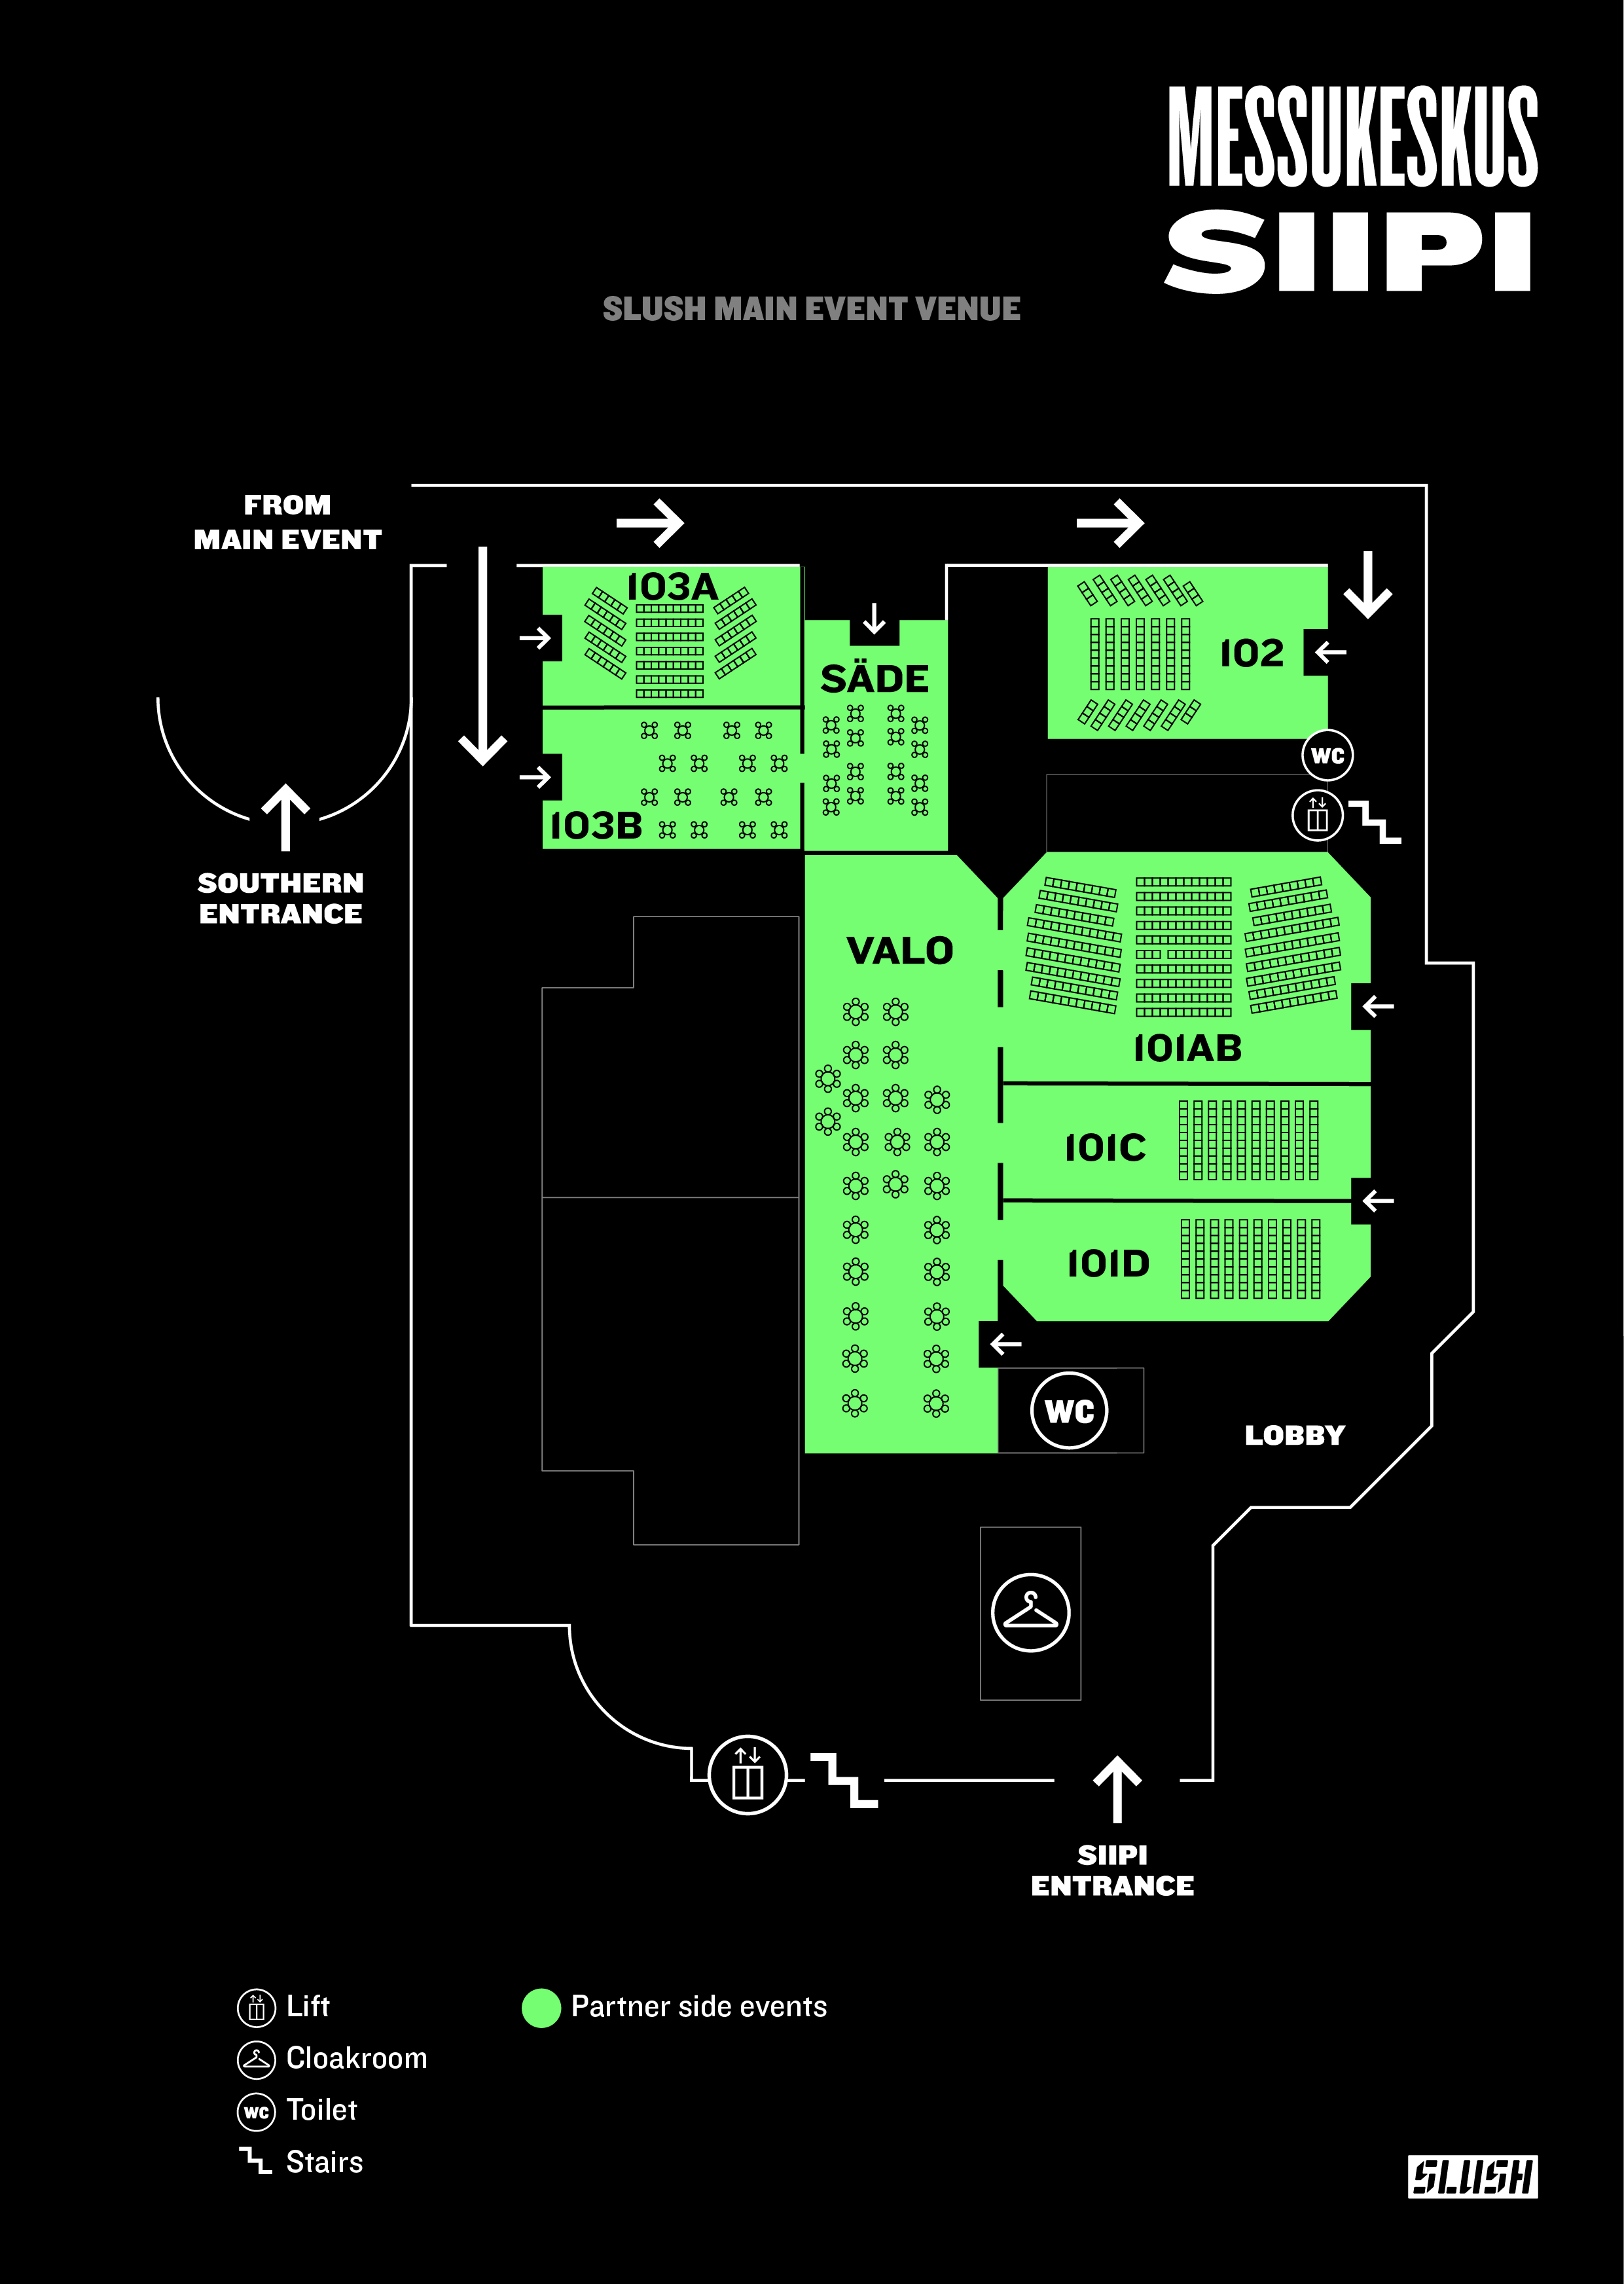 MESSUKESKUS
SIIPI
SLUSH MAIN EVENT VENUE
FROM
MAIN EVENT
103A
SÄDE
102
WC
103B
SOUTHERN
ENTRANCE
VALO
101AB
101C
101D
WC
LOBBY
SIIPI
ENTRANCE
Lift
Partner side events
Cloakroom
WC Toilet
Stairs
SLUSH